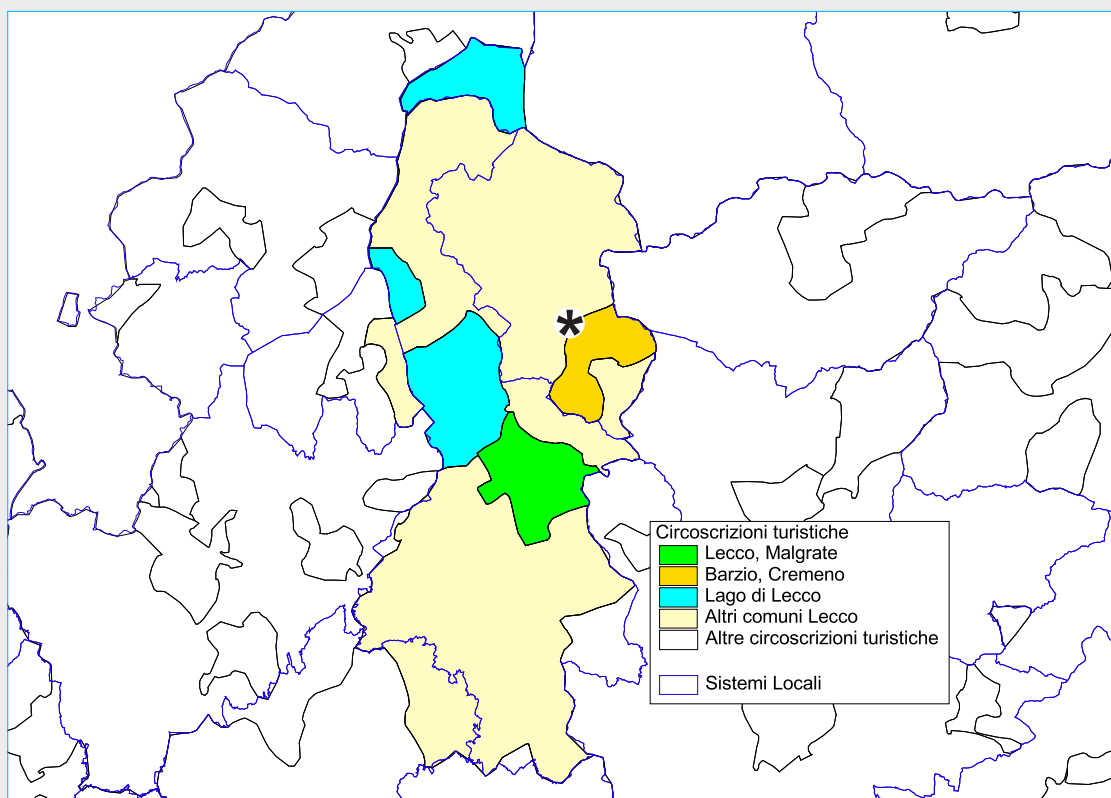 *
Circoscrizioni turistiche
Lecco, Malgrate
Barzio, Cremeno
Lago di Lecco
Altri comuni Lecco
Altre circoscrizioni turistiche
Sistemi Locali